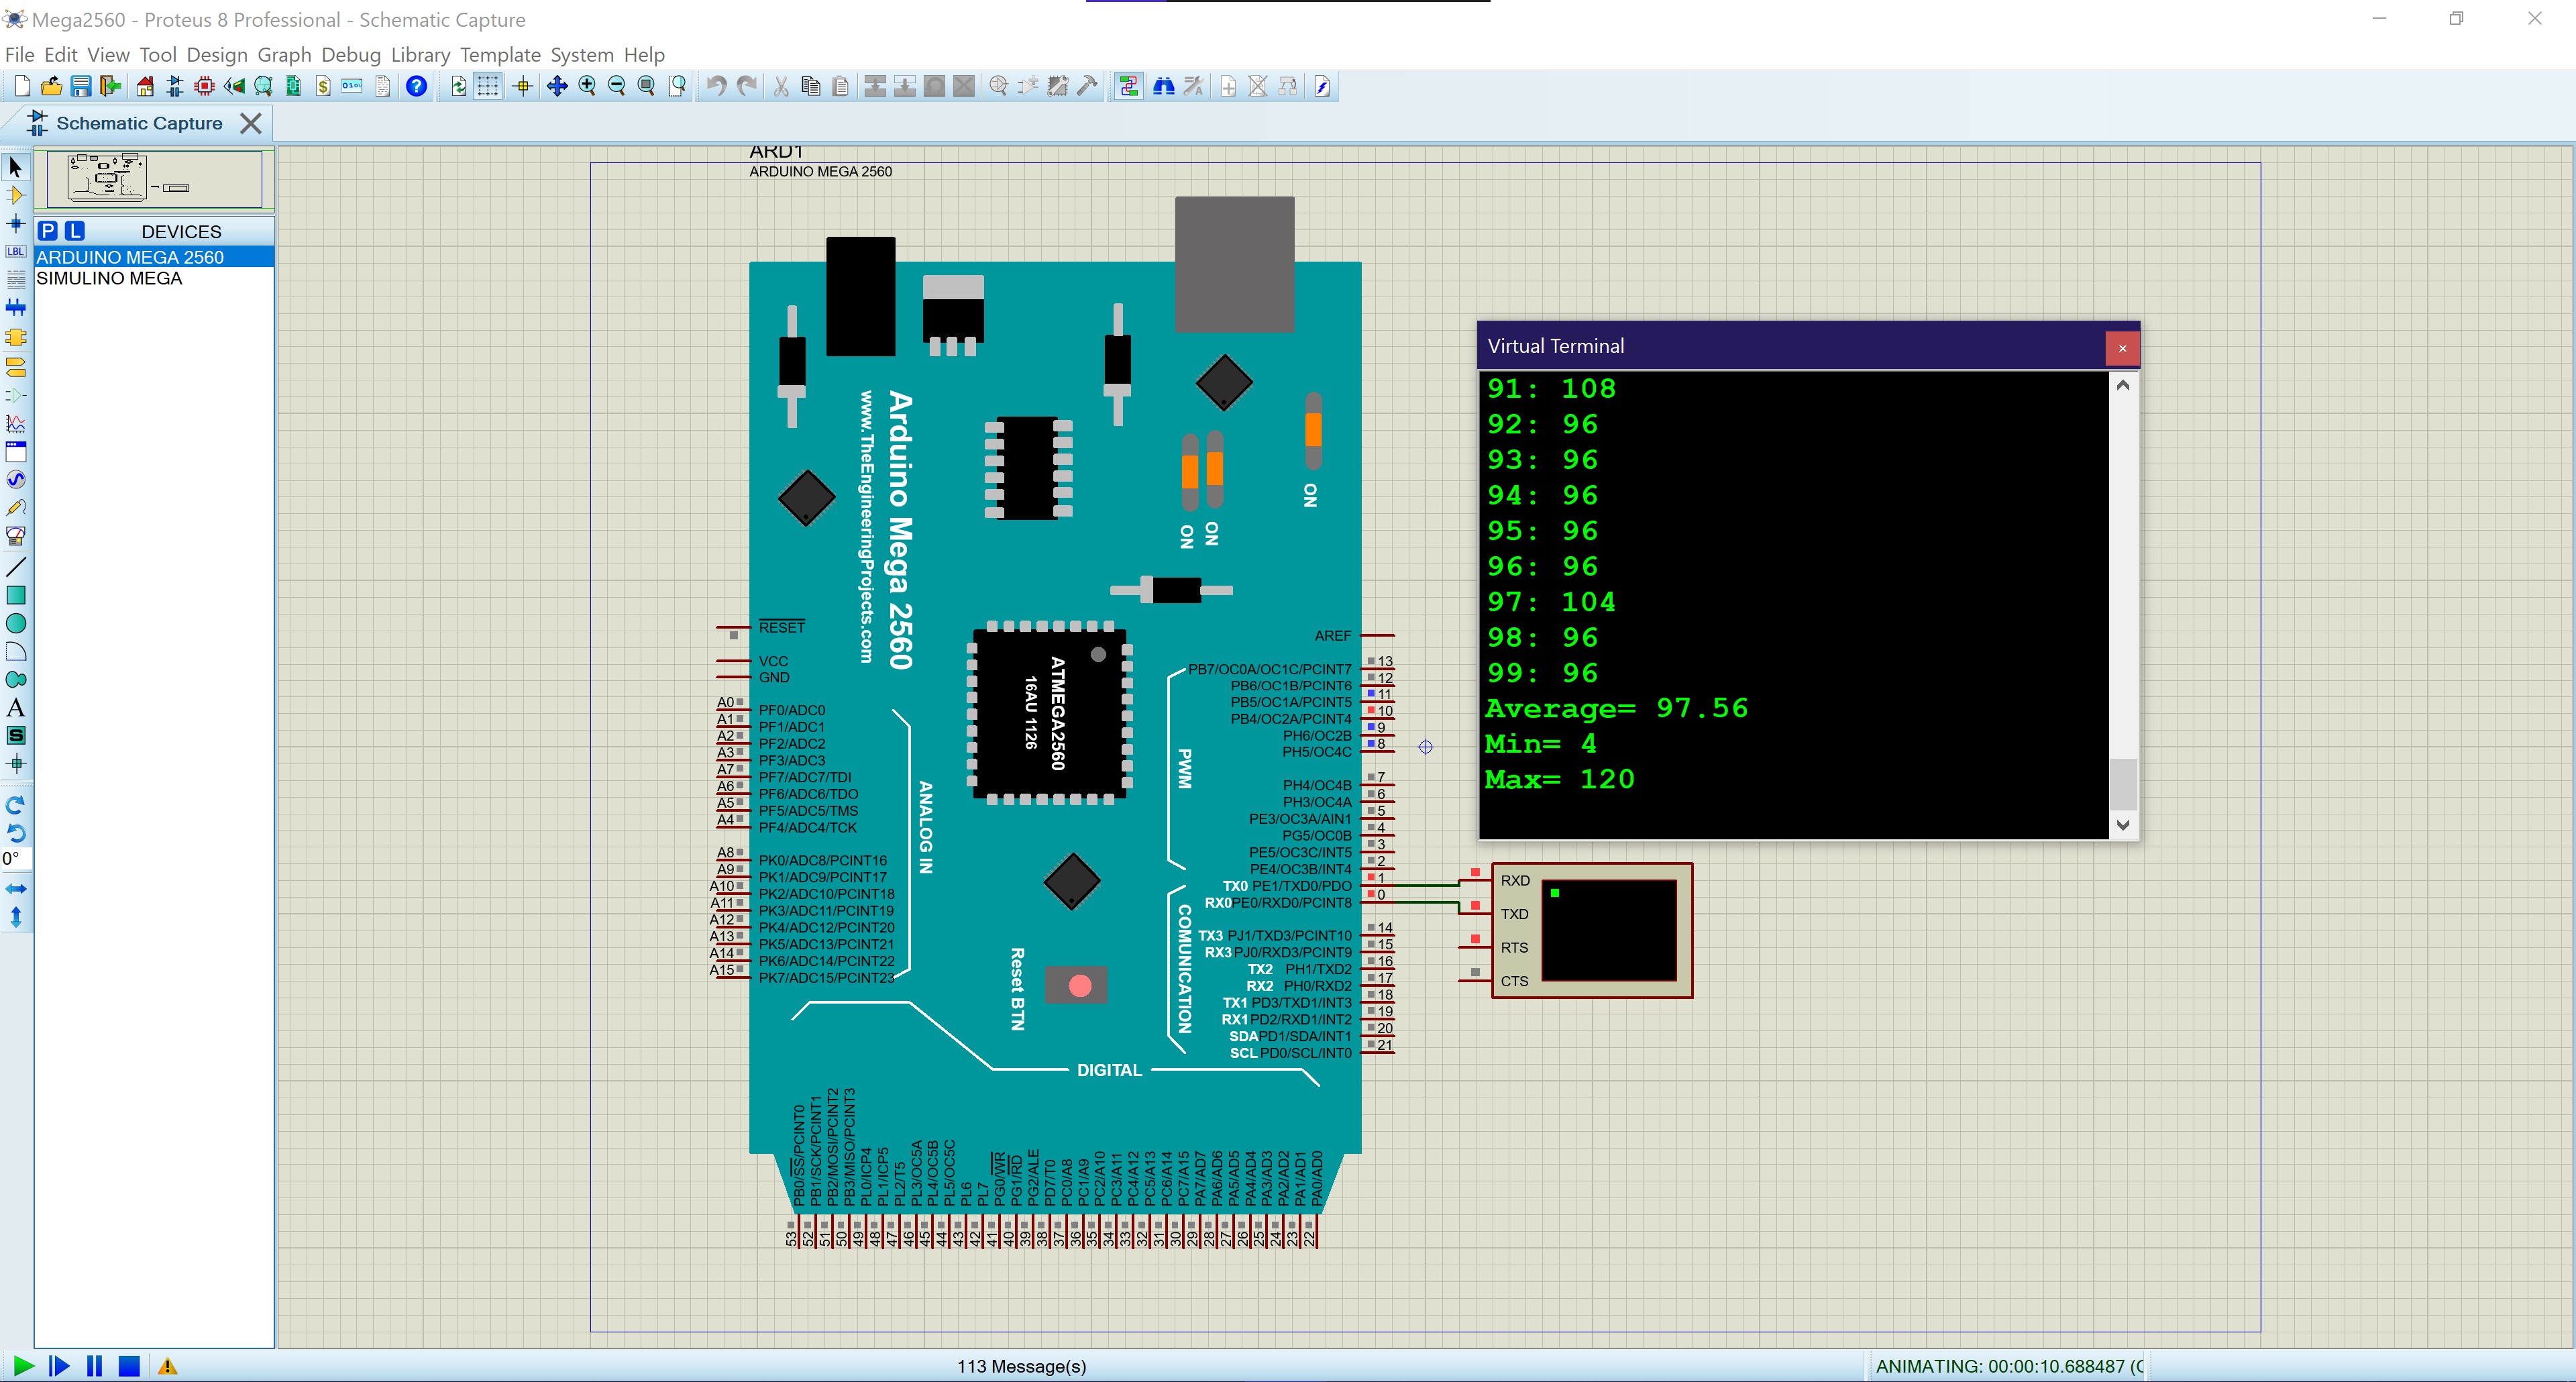 Mega2560 - Proteus 8 Professional - Schematic Capture
File Edit View Tool Design Graph Debug Library Template System Help
Schematic Capture
P L DEVICES
ARDUINO MEGA 2560
SIMULINO MEGA
LBL
A
S
0°
ARD1
ARDUINO MEGA 2560
Arduino Mega 2560
www.TheEngineeringProjects.com
ON
ON
ON
ATMEGA2560
16AU 1126
RESET
VCC
GND
A0 PF0/ADC0
A1 PF1/ADC1
A2 PF2/ADC2
A3 PF3/ADC3
A7 PF7/ADC7/TDI
A6 PF6/ADC6/TDO
A5 PF5/ADC5/TMS
A4 PF4/ADC4/TCK
A8 PK0/ADC8/PCINT16
A9 PK1/ADC9/PCINT17
A10 PK2/ADC10/PCINT18
A11 PK3/ADC11/PCINT19
A12 PK4/ADC12/PCINT20
A13 PK5/ADC13/PCINT21
A14 PK6/ADC14/PCINT22
A15 PK7/ADC15/PCINT23
ANALOG IN
AREF
PB7/OC0A/OC1C/PCINT7 13
PB6/OC1B/PCINT6 12
PB5/OC1A/PCINT5 11
PB4/OC2A/PCINT4 10
PH6/OC2B 9
PH5/OC4C 8
PWM
PH4/OC4B 7
PH3/OC4A 6
PE3/OC3A/AIN1 5
PG5/OC0B 4
PE5/OC3C/INT5 3
PE4/OC3B/INT4 2
TX0 PE1/TXD0/PDO 1
RX0PE0/RXD0/PCINT8 0
TX3 PJ1/TXD3/PCINT10 14
RX3 PJ0/RXD3/PCINT9 15
TX2 PH1/TXD2 16
RX2 PH0/RXD2 17
TX1 PD3/TXD1/INT3 18
RX1 PD2/RXD1/INT2 19
SDAPD1/SDA/INT1 20
SCL PD0/SCL/INT0 21
COMUNICATION
Reset BTN
DIGITAL
PB0/SS/PCINT0 53
PB1/SCK/PCINT1 52
PB2/MOSI/PCINT2 51
PB3/MISO/PCINT3 50
PL0/ICP4 49
PL1/ICP5 48
PL2/T5 47
PL3/OC5A 46
PL4/OC5B 45
PL5/OC5C 44
PL6 43
PL7 42
PG0/WR 41
PG1/RD 40
PG2/ALE 39
PD7/T0 38
PC0/A8 37
PC1/A9 36
PC2/A10 35
PC3/A11 34
PC4/A12 33
PC5/A13 32
PC6/A14 31
PC7/A15 30
PA7/AD7 29
PA6/AD6 28
PA5/AD5 27
PA4/AD4 26
PA3/AD3 25
PA2/AD2 24
PA1/AD1 23
PA0/AD0 22
Virtual Terminal
91: 108
92: 96
93: 96
94: 96
95: 96
96: 96
97: 104
98: 96
99: 96
Average= 97.56
Min= 4
Max= 120
RXD
TXD
RTS
CTS
113 Message(s)
ANIMATING: 00:00:10.688487 (